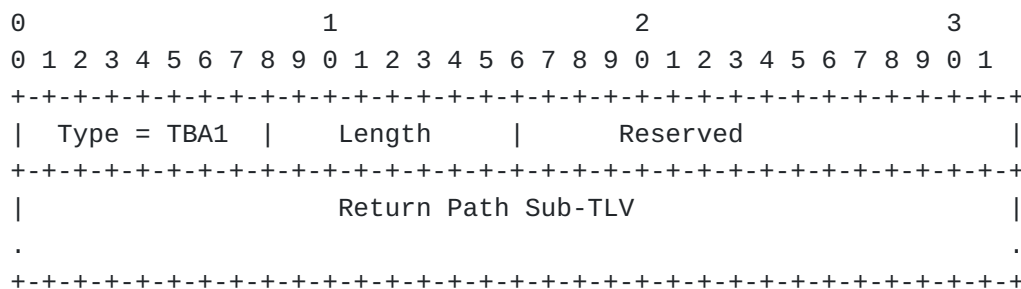 0                   1                   2                   3
0 1 2 3 4 5 6 7 8 9 0 1 2 3 4 5 6 7 8 9 0 1 2 3 4 5 6 7 8 9 0 1
+-+-+-+-+-+-+-+-+-+-+-+-+-+-+-+-+-+-+-+-+-+-+-+-+-+-+-+-+-+-+-+-+
|  Type = TBA1  |    Length     |      Reserved                 |
+-+-+-+-+-+-+-+-+-+-+-+-+-+-+-+-+-+-+-+-+-+-+-+-+-+-+-+-+-+-+-+-+
|                    Return Path Sub-TLV                        |
.                                                               .
+-+-+-+-+-+-+-+-+-+-+-+-+-+-+-+-+-+-+-+-+-+-+-+-+-+-+-+-+-+-+-+-+